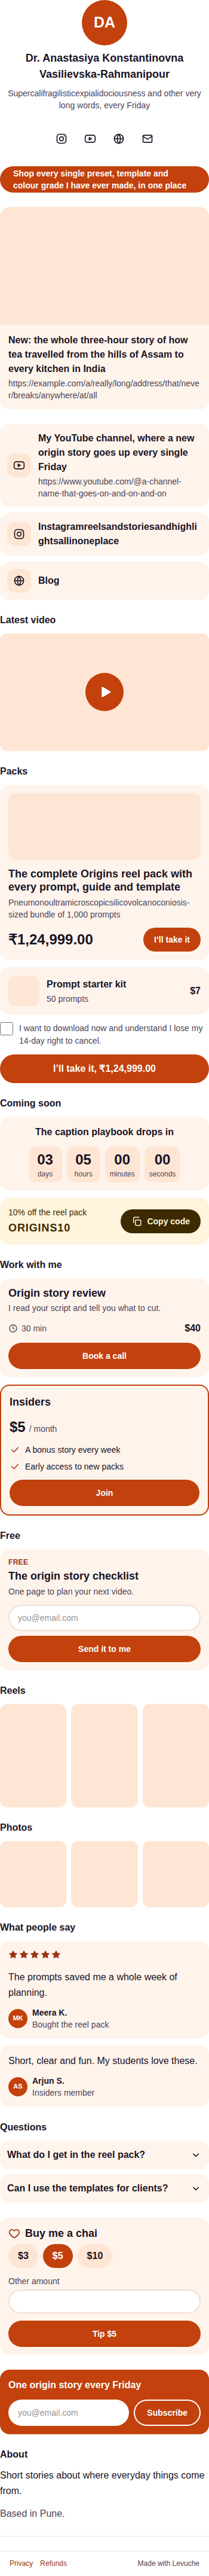 DA
Dr. Anastasiya Konstantinovna
Vasilievska-Rahmanipour
Supercalifragilisticexpialidociousness and other very
long words, every Friday
Shop every single preset, template and
colour grade I have ever made, in one place
New: the whole three-hour story of how
tea travelled from the hills of Assam to
every kitchen in India
https://example.com/a/really/long/address/that/neve
r/breaks/anywhere/at/all
My YouTube channel, where a new
origin story goes up every single
Friday
https://www.youtube.com/@a-channel-
name-that-goes-on-and-on-and-on
Instagramreelsandstoriesandhighli
ghtsallinoneplace
Blog
Latest video
Packs
The complete Origins reel pack with
every prompt, guide and template
Pneumonoultramicroscopicsilicovolcanoconiosis-
sized bundle of 1,000 prompts
₹1,24,999.00
I'll take it
Prompt starter kit
50 prompts
$7
I want to download now and understand I lose my
14-day right to cancel.
I'll take it, ₹1,24,999.00
Coming soon
The caption playbook drops in
03 05 00 00
days hours minutes seconds
10% off the reel pack
ORIGINS10
Copy code
Work with me
Origin story review
I read your script and tell you what to cut.
30 min
$40
Book a call
Insiders
$5 / month
A bonus story every week
Early access to new packs
Join
Free
FREE
The origin story checklist
One page to plan your next video.
you@email.com
Send it to me
Reels
Photos
What people say
The prompts saved me a whole week of
planning.
MK
Meera K.
Bought the reel pack
Short, clear and fun. My students love these.
AS
Arjun S.
Insiders member
Questions
What do I get in the reel pack?
Can I use the templates for clients?
Buy me a chai
$3 $5 $10
Other amount
Tip $5
One origin story every Friday
you@email.com
Subscribe
About
Short stories about where everyday things come
from.
Based in Pune.
Privacy Refunds
Made with Levuche